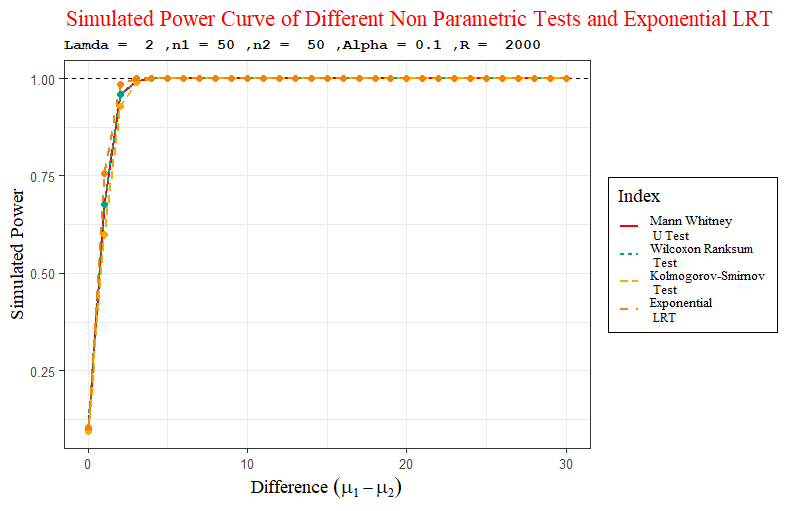 Simulated Power Curve of Different Non Parametric Tests and Exponential LRT
Lamda =  2 ,n1 = 50 ,n2 =  50 ,Alpha = 0.1 ,R =  2000
1.00
0.75
0.50
0.25
Simulated Power
0
10
20
30
Difference (μ1 − μ2)
Index
Mann Whitney
U Test
Wilcoxon Ranksum
Test
Kolmogorov-Smirnov
Test
Exponential
LRT